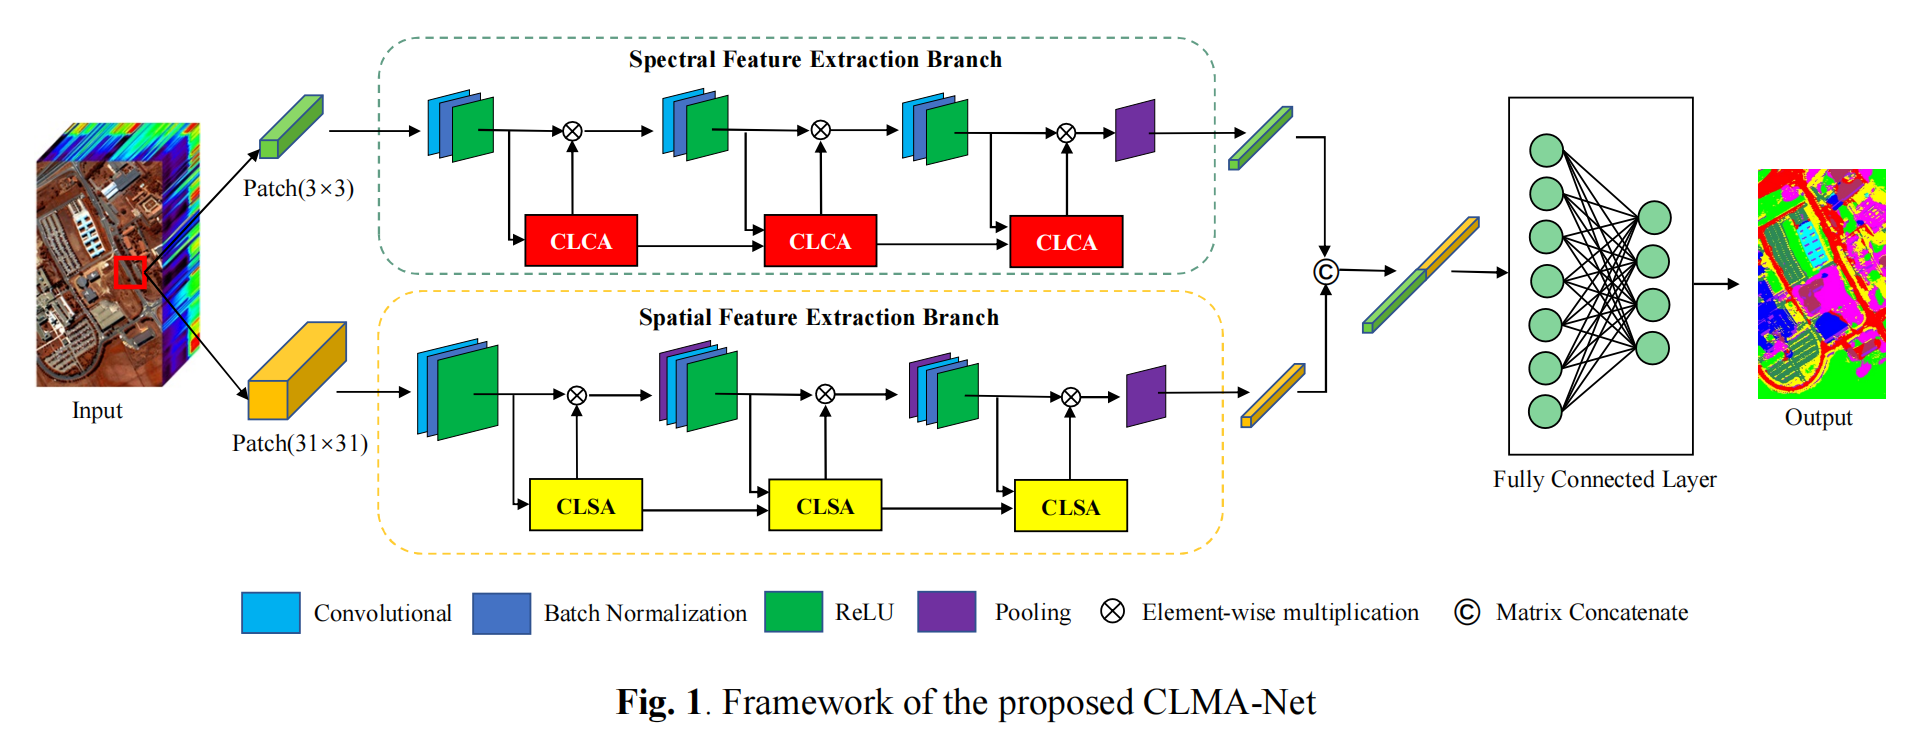 Spectral Feature Extraction Branch
Patch(3×3)
CLCA
CLCA
CLCA
C
Input
Spatial Feature Extraction Branch
Patch(31×31)
CLSA
CLSA
CLSA
Output
Fully Connected Layer
Convolutional
Batch Normalization
ReLU
Pooling
Element-wise multiplication
C Matrix Concatenate
Fig. 1. Framework of the proposed CLMA-Net